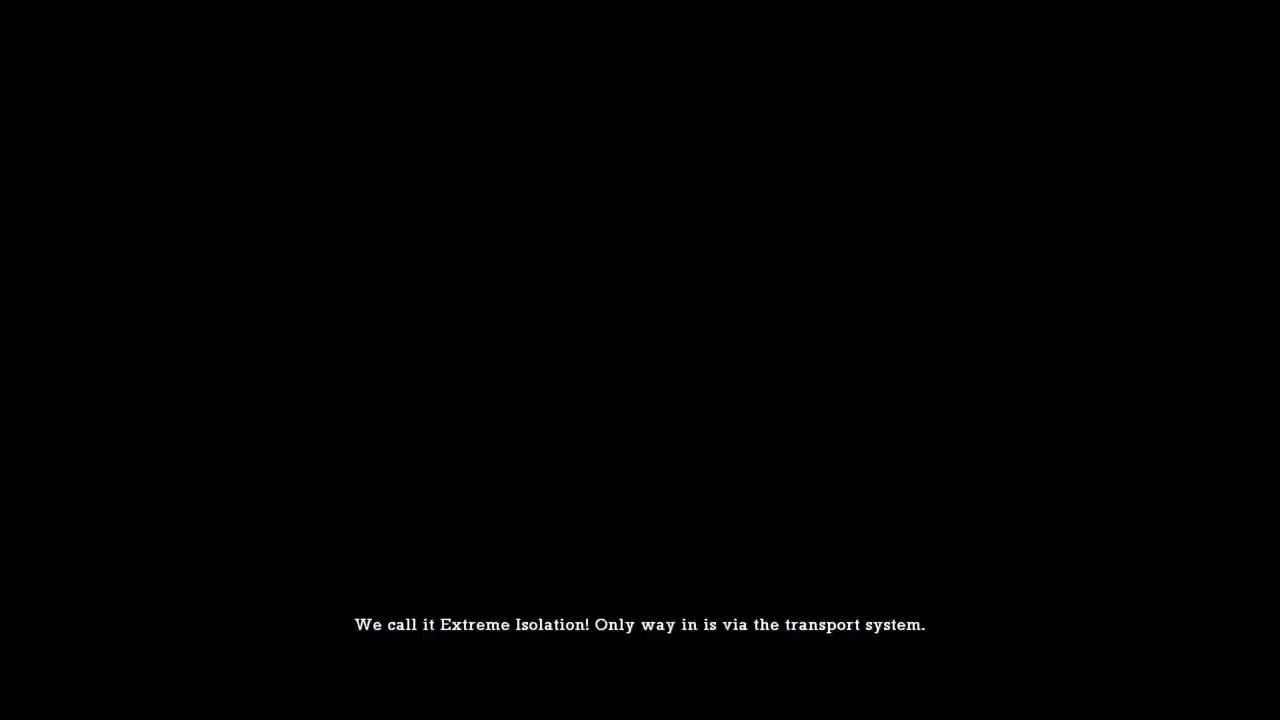 We call it Extreme Isolation! Only way in is via the transport system.